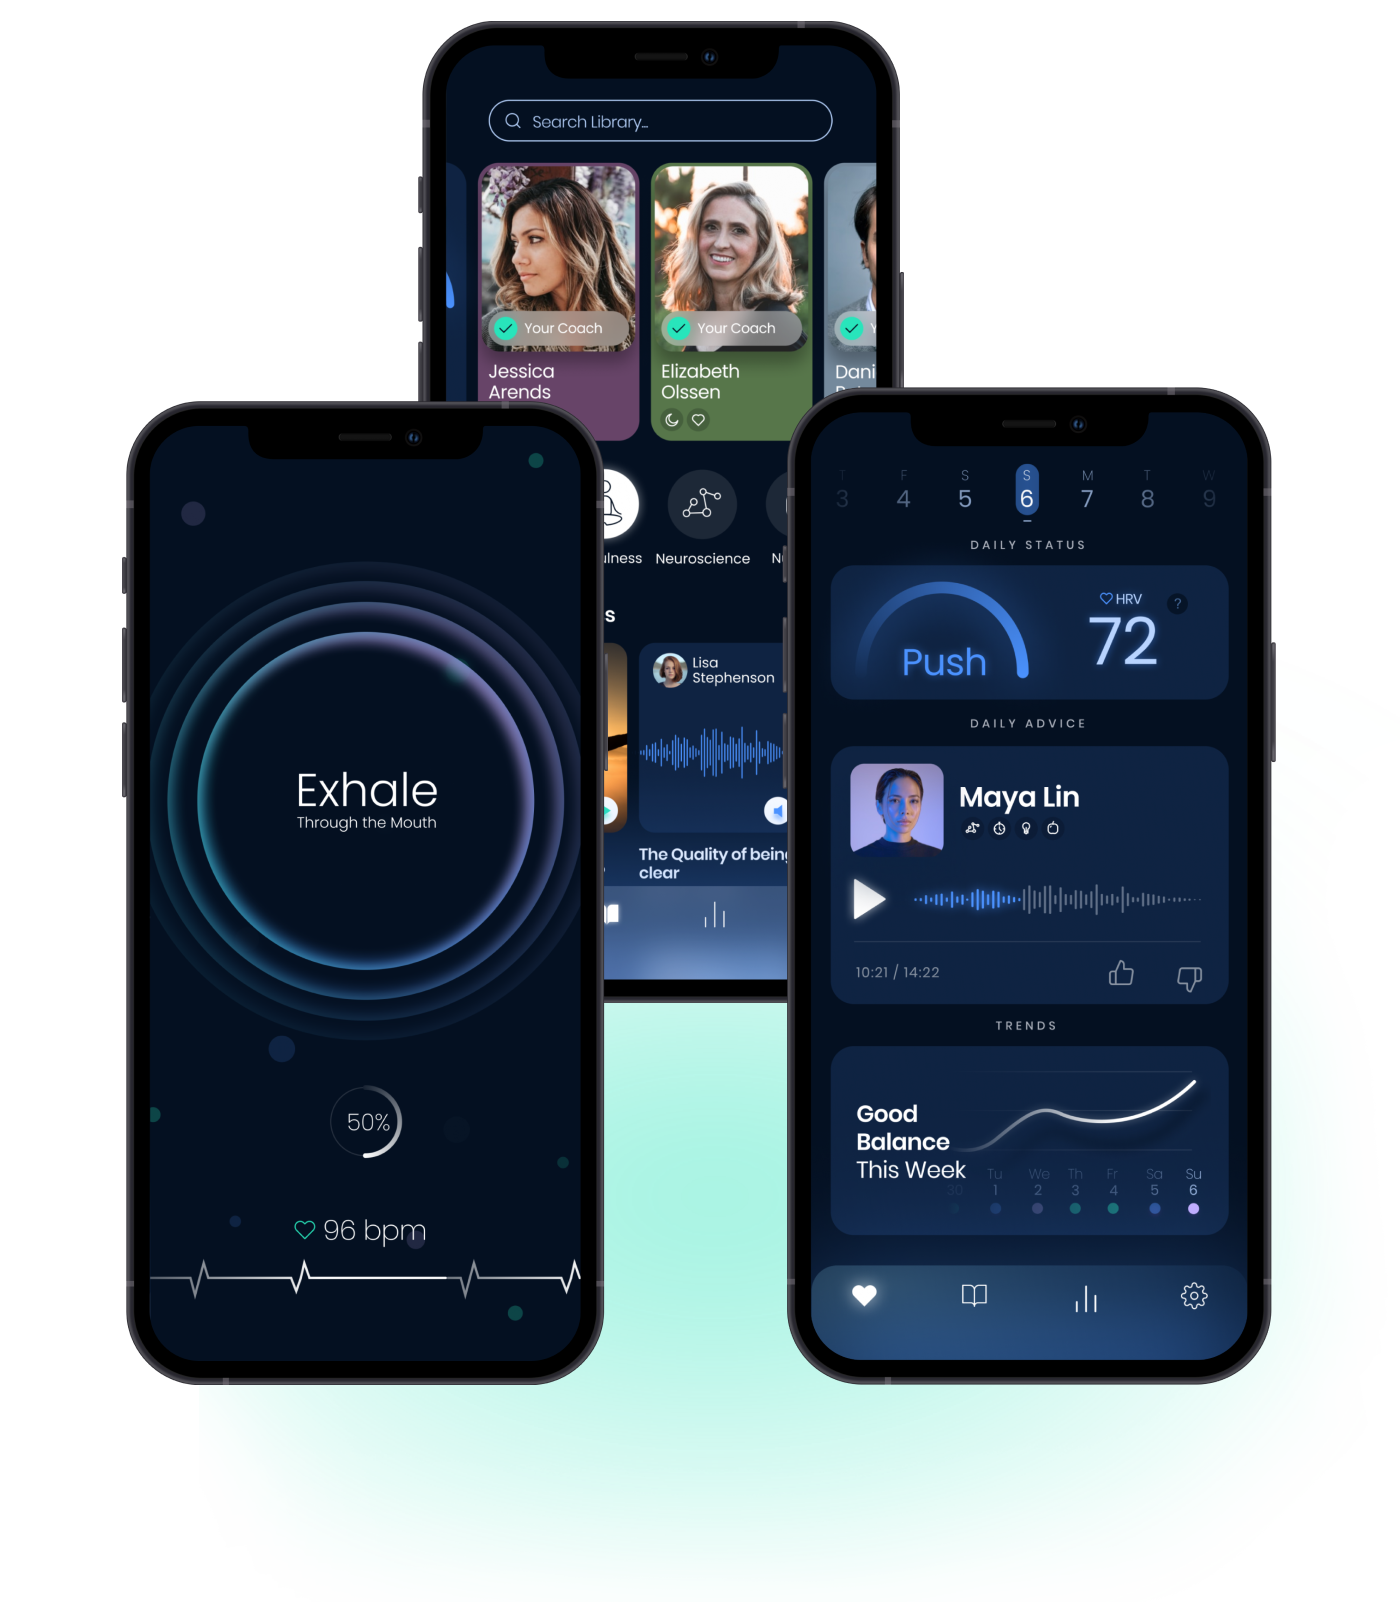 Search Library...
Your Coach
Your Coach
Jessica
Arends
Elizabeth
Olssen
Dani
ulness
Neuroscience
s
Lisa
Stephenson
The Quality of being
clear
Exhale
Through the Mouth
50%
96 bpm
T F S S M T W
3 4 5 6 7 8 9
DAILY STATUS
Push
HRV
?
72
DAILY ADVICE
Maya Lin
10:21 / 14:22
TRENDS
Good
Balance
This Week
Tu We Th Fr Sa Su
30 1 2 3 4 5 6